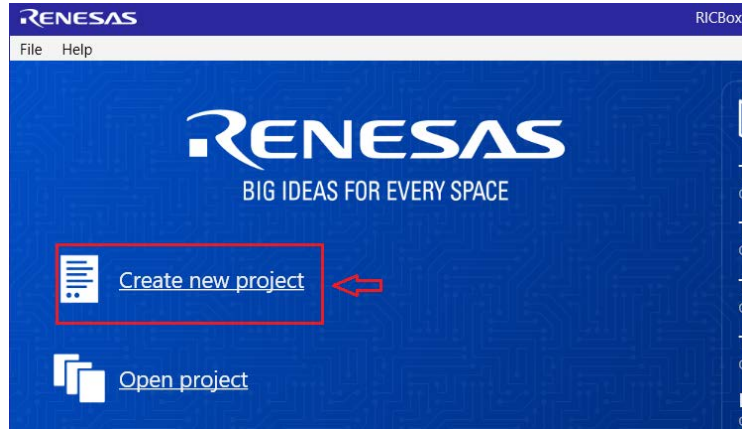 RENESAS
RICBox
File Help
RENESAS
BIG IDEAS FOR EVERY SPACE
Create new project
Open project